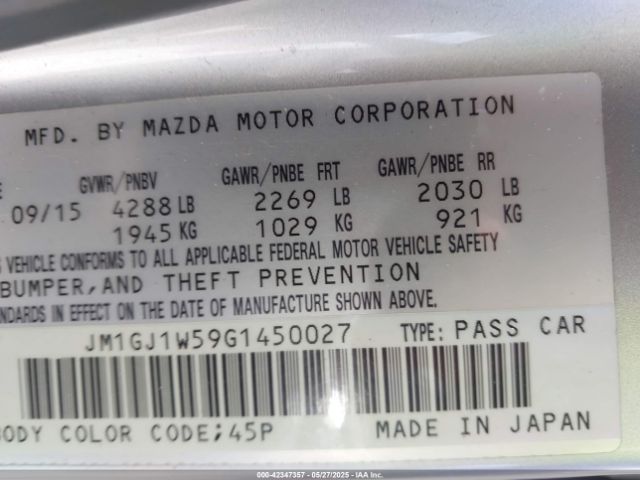 MFD. BY MAZDA MOTOR CORPORATION
GVWR/PNBV GAWR/PNBE FRT GAWR/PNBE RR
09/15 4288 LB 2269 LB 2030 LB
1945 KG 1029 KG 921 KG
VEHICLE CONFORMS TO ALL APPLICABLE FEDERAL MOTOR VEHICLE SAFETY
BUMPER, AND THEFT PREVENTION
IN EFFECT ON THE DATE OF MANUFACTURE SHOWN ABOVE.
JM1GJ1W59G1450027 TYPE: PASS CAR
BODY COLOR CODE;45P MADE IN JAPAN
000-42347357 - 05/27/2025 - IAA Inc.